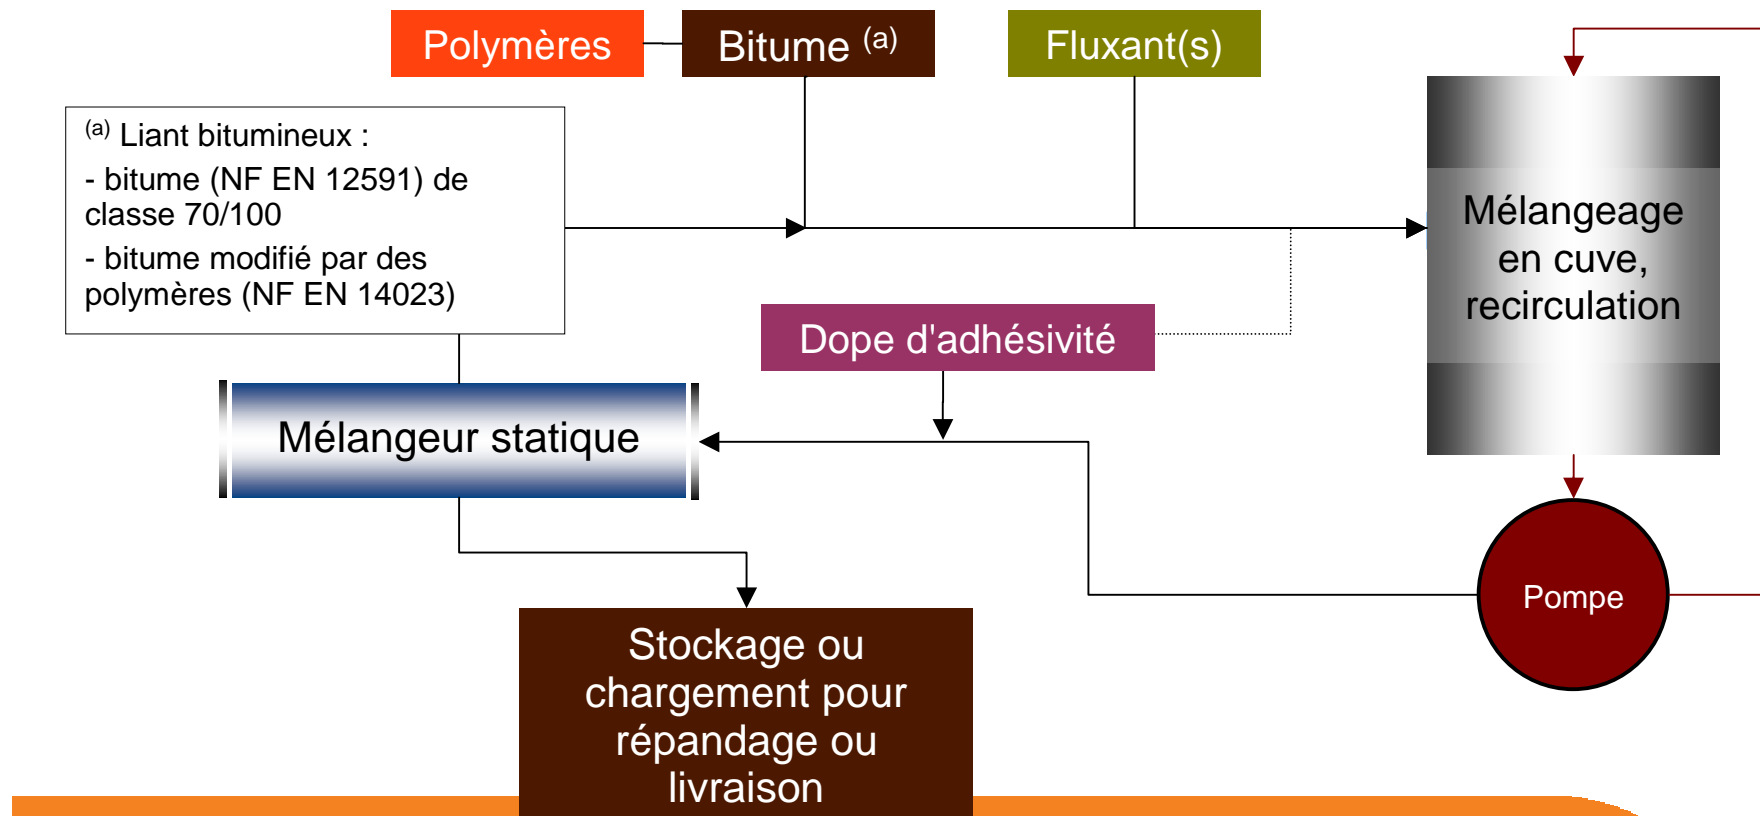 Polymères
Bitume (a)
Fluxant(s)
(a) Liant bitumineux :
- bitume (NF EN 12591) de
classe 70/100
- bitume modifié par des
polymères (NF EN 14023)
Mélangeage
en cuve,
recirculation
Dope d'adhésivité
Mélangeur statique
Pompe
Stockage ou
chargement pour
répandage ou
livraison